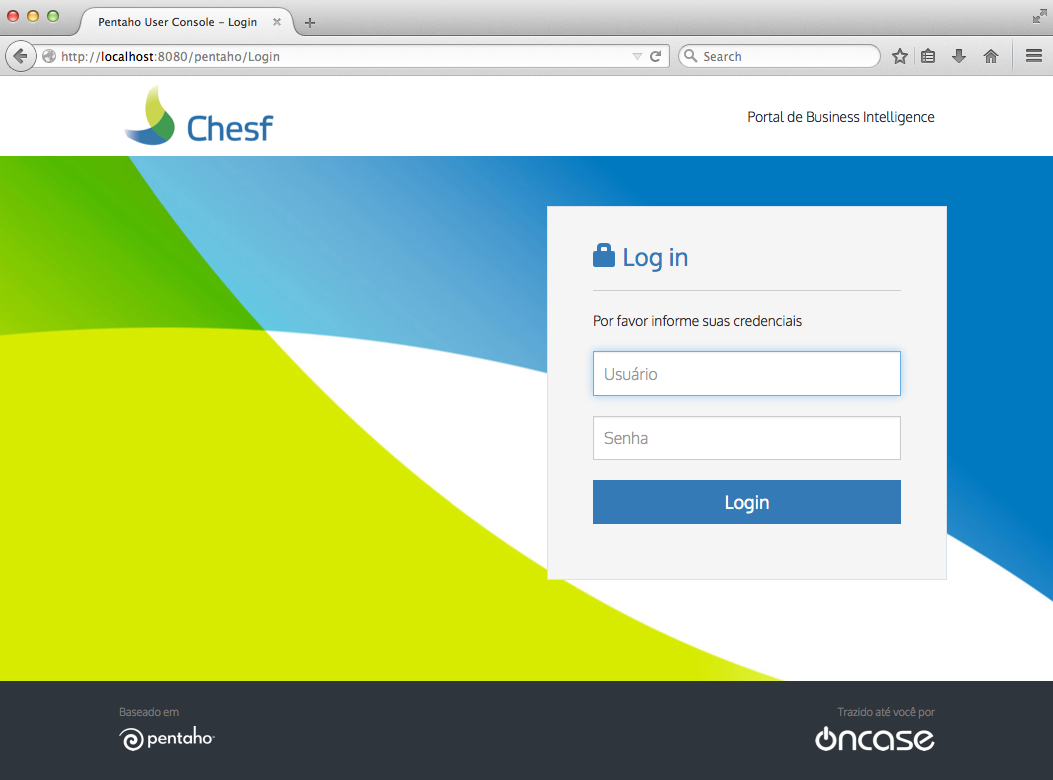 Pentaho User Console – Login
http://localhost:8080/pentaho/Login
Search
Chesf
Portal de Business Intelligence
Log in
Por favor informe suas credenciais
Usuário
Senha
Login
Baseado em
pentaho
Trazido até você por
oncase